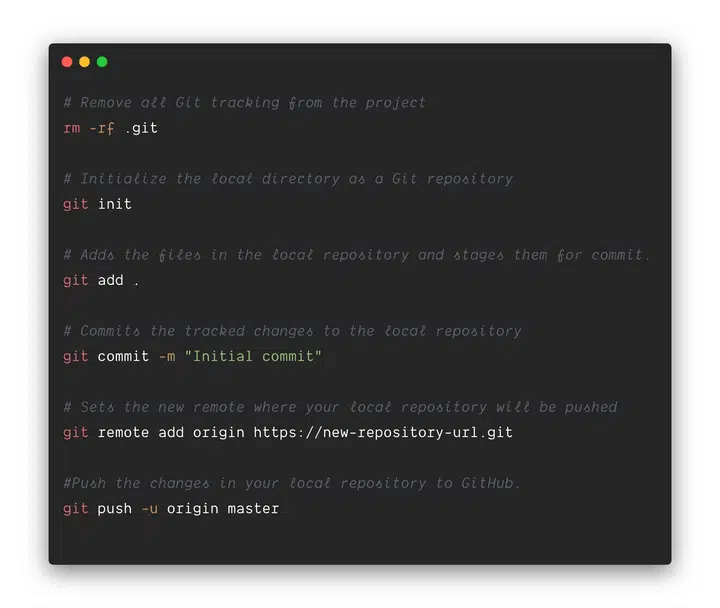 # Remove all Git tracking from the project
rm -rf .git
# Initialize the local directory as a Git repository
git init
# Adds the files in the local repository and stages them for commit.
git add .
# Commits the tracked changes to the local repository
git commit -m "Initial commit"
# Sets the new remote where your local repository will be pushed
git remote add origin https://new-repository-url.git
#Push the changes in your local repository to GitHub.
git push -u origin master